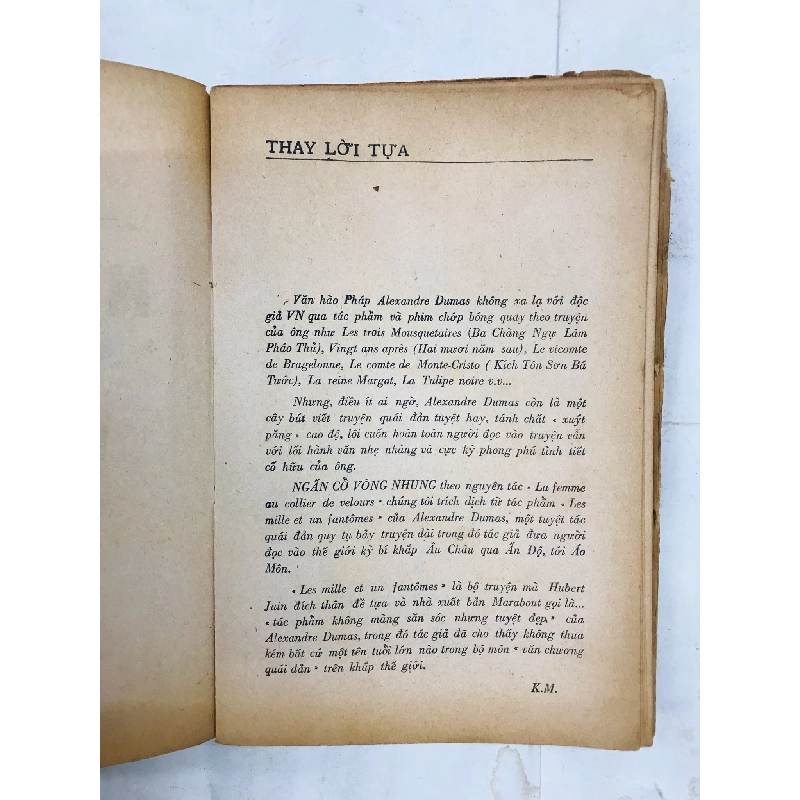 THAY LỜI TỰA
Văn hào Pháp Alexandre Dumas không xa lạ với độc
giả VN qua tác phẩm và phim chớp bóng quay theo truyện
của ông như Les trois Mousquetaires (Ba Chàng Ngự Lâm
Pháo Thủ), Vingt ans après (Hai mươi năm sau), Le vicomte
de Bragelonne, Le comte de Monte-Cristo ( Kích Tôn Sơn Bá
Tước), La reine Margot, La Tulipe noire v.v...
Nhưng, điều ít ai ngờ, Alexandre Dumas còn là một
cây bút viết truyện quái đản tuyệt hay, tánh chất « xuýt
păng » cao độ, lôi cuốn hoàn toàn người đọc vào truyện vẫn
với lối hành văn nhẹ nhàng và cực kỳ phong phú tình tiết
cố hữu của ông.
NGẤN CỔ VÒNG NHUNG theo nguyên tác « La femme
au collier de velours » chúng tôi trích dịch từ tác phẩm « Les
mille et un fantômes » của Alexandre Dumas, một tuyệt tác
quái đản quy tụ bảy truyện dài trong đó tác giả đưa người
đọc vào thế giới kỳ bí khắp Âu Châu qua Ấn Độ, tới Áo
Môn.
« Les mille et un fantômes » là bộ truyện mà Hubert
Juin đích thân đề tựa và nhà xuất bản Marabout gọi là...
« tác phẩm không màng săn sóc nhưng tuyệt đẹp » của
Alexandre Dumas, trong đó tác giả đã cho thấy không thua
kém bất cứ một tên tuổi lớn nào trong bộ môn « văn chương
quái dản » trên khắp thế giới.
K.M.